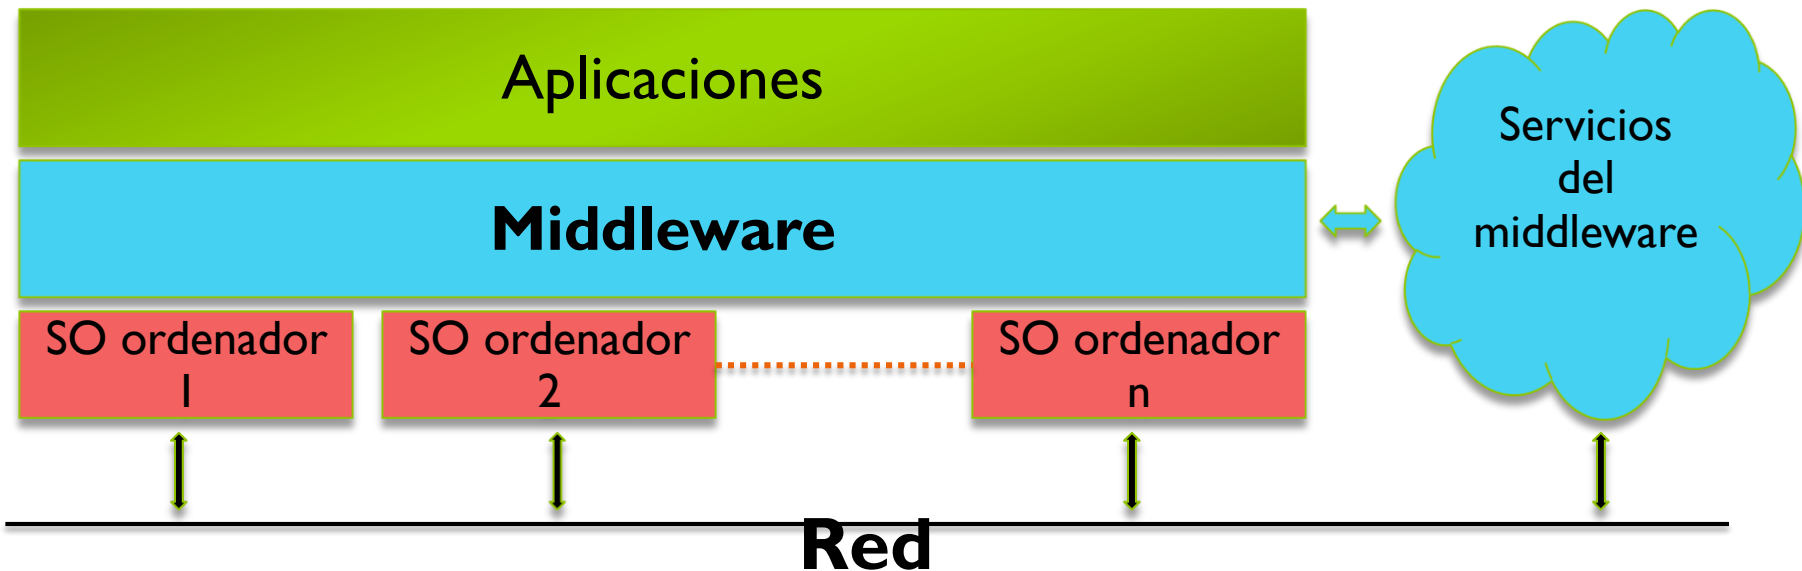 Aplicaciones
Servicios
del
middleware
Middleware
SO ordenador
1
SO ordenador
2
SO ordenador
n
Red